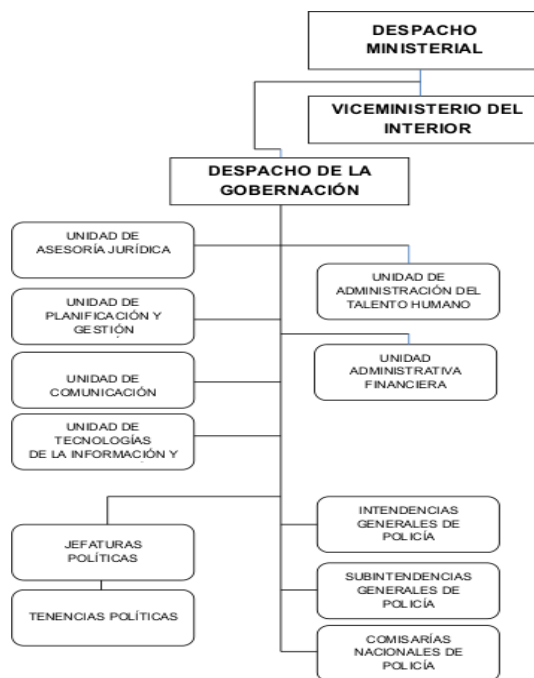 DESPACHO
MINISTERIAL
VICEMINISTERIO DEL
INTERIOR
DESPACHO DE LA
GOBERNACIÓN
UNIDAD DE
ASESORÍA JURÍDICA
UNIDAD DE
ADMINISTRACIÓN DEL
TALENTO HUMANO
UNIDAD DE
PLANIFICACIÓN Y
GESTIÓN
UNIDAD
ADMINISTRATIVA
FINANCIERA
UNIDAD DE
COMUNICACIÓN
UNIDAD DE
TECNOLOGÍAS
DE LA INFORMACIÓN Y
JEFATURAS
POLÍTICAS
TENENCIAS POLÍTICAS
INTENDENCIAS
GENERALES DE
POLICÍA
SUBINTENDENCIAS
GENERALES DE
POLICÍA
COMISARÍAS
NACIONALES DE
POLICÍA